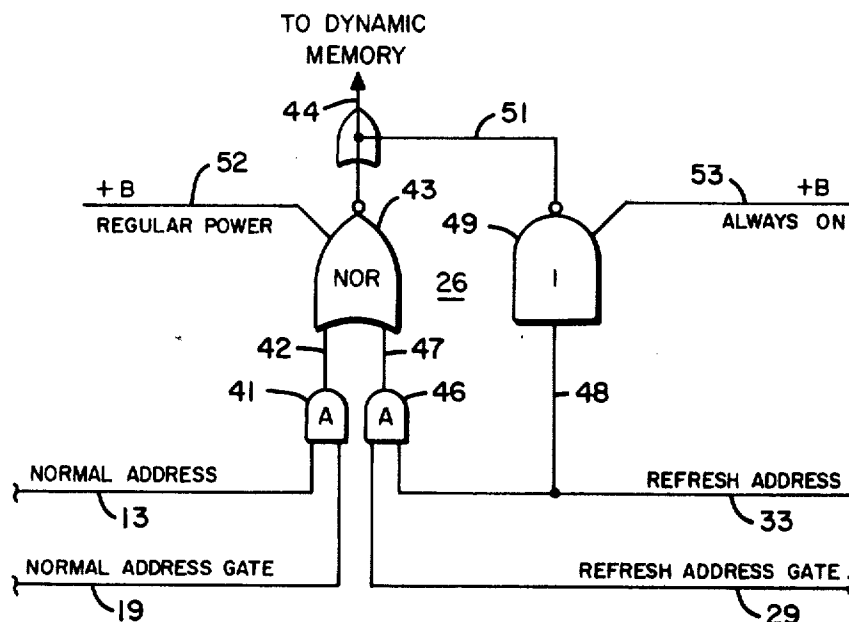 TO DYNAMIC
MEMORY
44
51
52
53
+B
+B
REGULAR POWER
43
49
ALWAYS ON
NOR
26
I
42
47
41
46
48
A
A
NORMAL ADDRESS
REFRESH ADDRESS
13
33
NORMAL ADDRESS GATE
REFRESH ADDRESS GATE
19
29